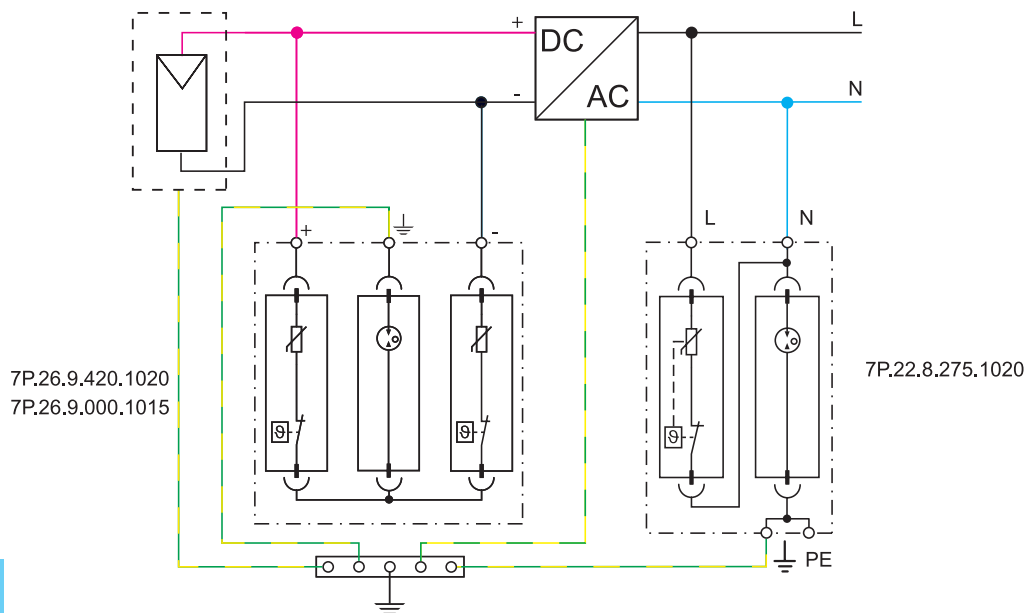 +
DC
L
-
AC
N
+
-
L
N
ϑ
ϑ
ϑ
7P.26.9.420.1020
7P.26.9.000.1015
7P.22.8.275.1020
PE